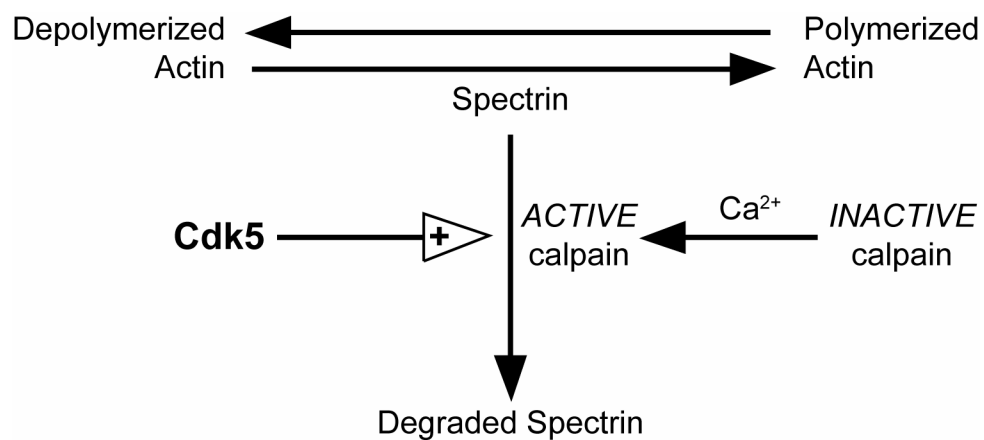 Depolymerized
Actin
Polymerized
Actin
Spectrin
Cdk5
+
ACTIVE
calpain
Ca²⁺
INACTIVE
calpain
Degraded Spectrin